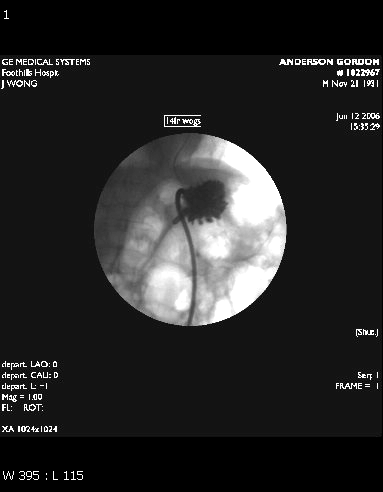 1
GE MEDICAL SYSTEMS
Foothills Hospit
J WONG
ANDERSON GORDON
# 1022967
M Nov 21 1931
Jun 12 2006
15:35:29
14fr wogs
[Shut.]
depart. LAO: 0
depart. CAU: 0
depart. L: -1
Mag = 1.00
FL: ROT:
XA 1024x1024
Ser: 1
FRAME = 1
W 395 : L 115